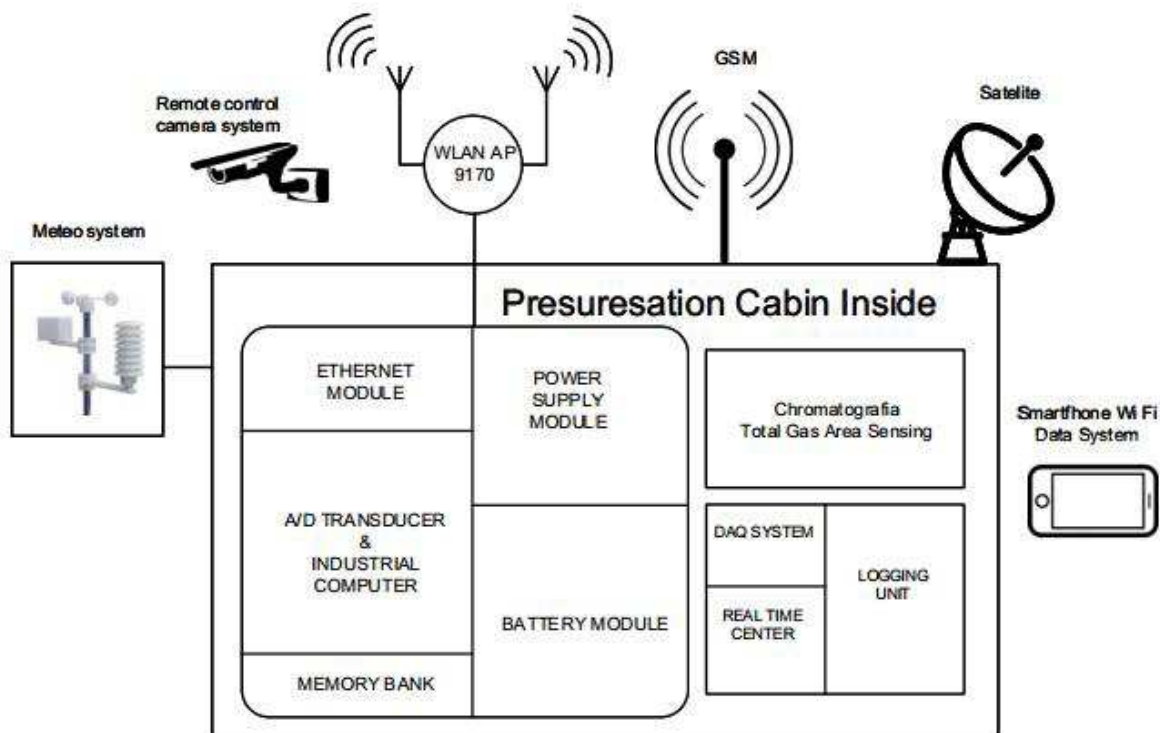 GSM
Satelite
Remote control
camera system
WLAN AP
9170
Meteo system
Presuresation Cabin Inside
ETHERNET
MODULE
POWER
SUPPLY
MODULE
Chromatografia
Total Gas Area Sensing
Smartfhone Wi Fi
Data System
A/D TRANSDUCER
&
INDUSTRIAL
COMPUTER
DAQ SYSTEM
LOGGING
UNIT
BATTERY MODULE
REAL TIME
CENTER
MEMORY BANK